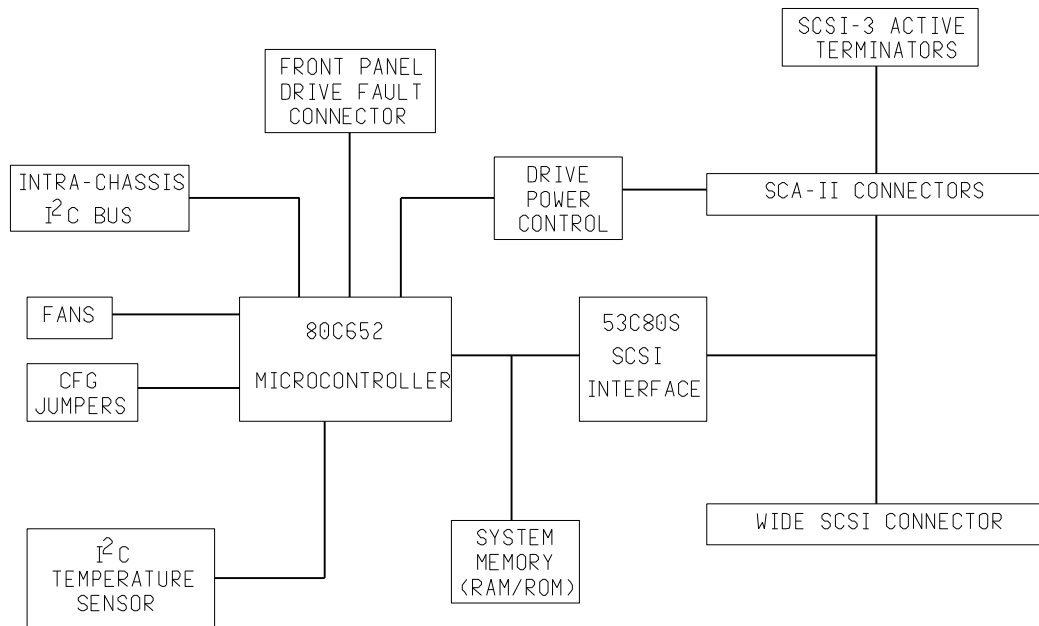 SCSI-3 ACTIVE
TERMINATORS
FRONT PANEL
DRIVE FAULT
CONNECTOR
INTRA-CHASSIS
I²C BUS
DRIVE
POWER
CONTROL
SCA-II CONNECTORS
FANS
80C652
MICROCONTROLLER
53C80S
SCSI
INTERFACE
CFG
JUMPERS
I²C
TEMPERATURE
SENSOR
SYSTEM
MEMORY
(RAM/ROM)
WIDE SCSI CONNECTOR